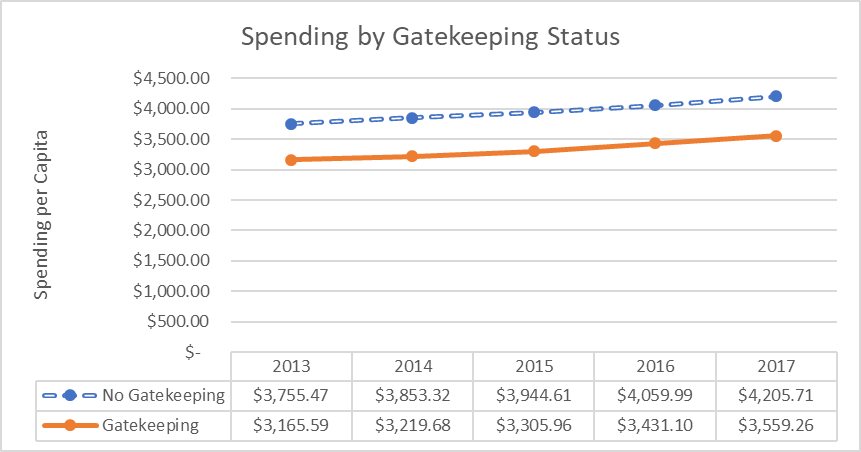 Spending by Gatekeeping Status
Spending per Capita
$4,500.00
$4,000.00
$3,500.00
$3,000.00
$2,500.00
$2,000.00
$1,500.00
$1,000.00
$500.00
$-
2013 2014 2015 2016 2017
No Gatekeeping $3,755.47 $3,853.32 $3,944.61 $4,059.99 $4,205.71
Gatekeeping $3,165.59 $3,219.68 $3,305.96 $3,431.10 $3,559.26